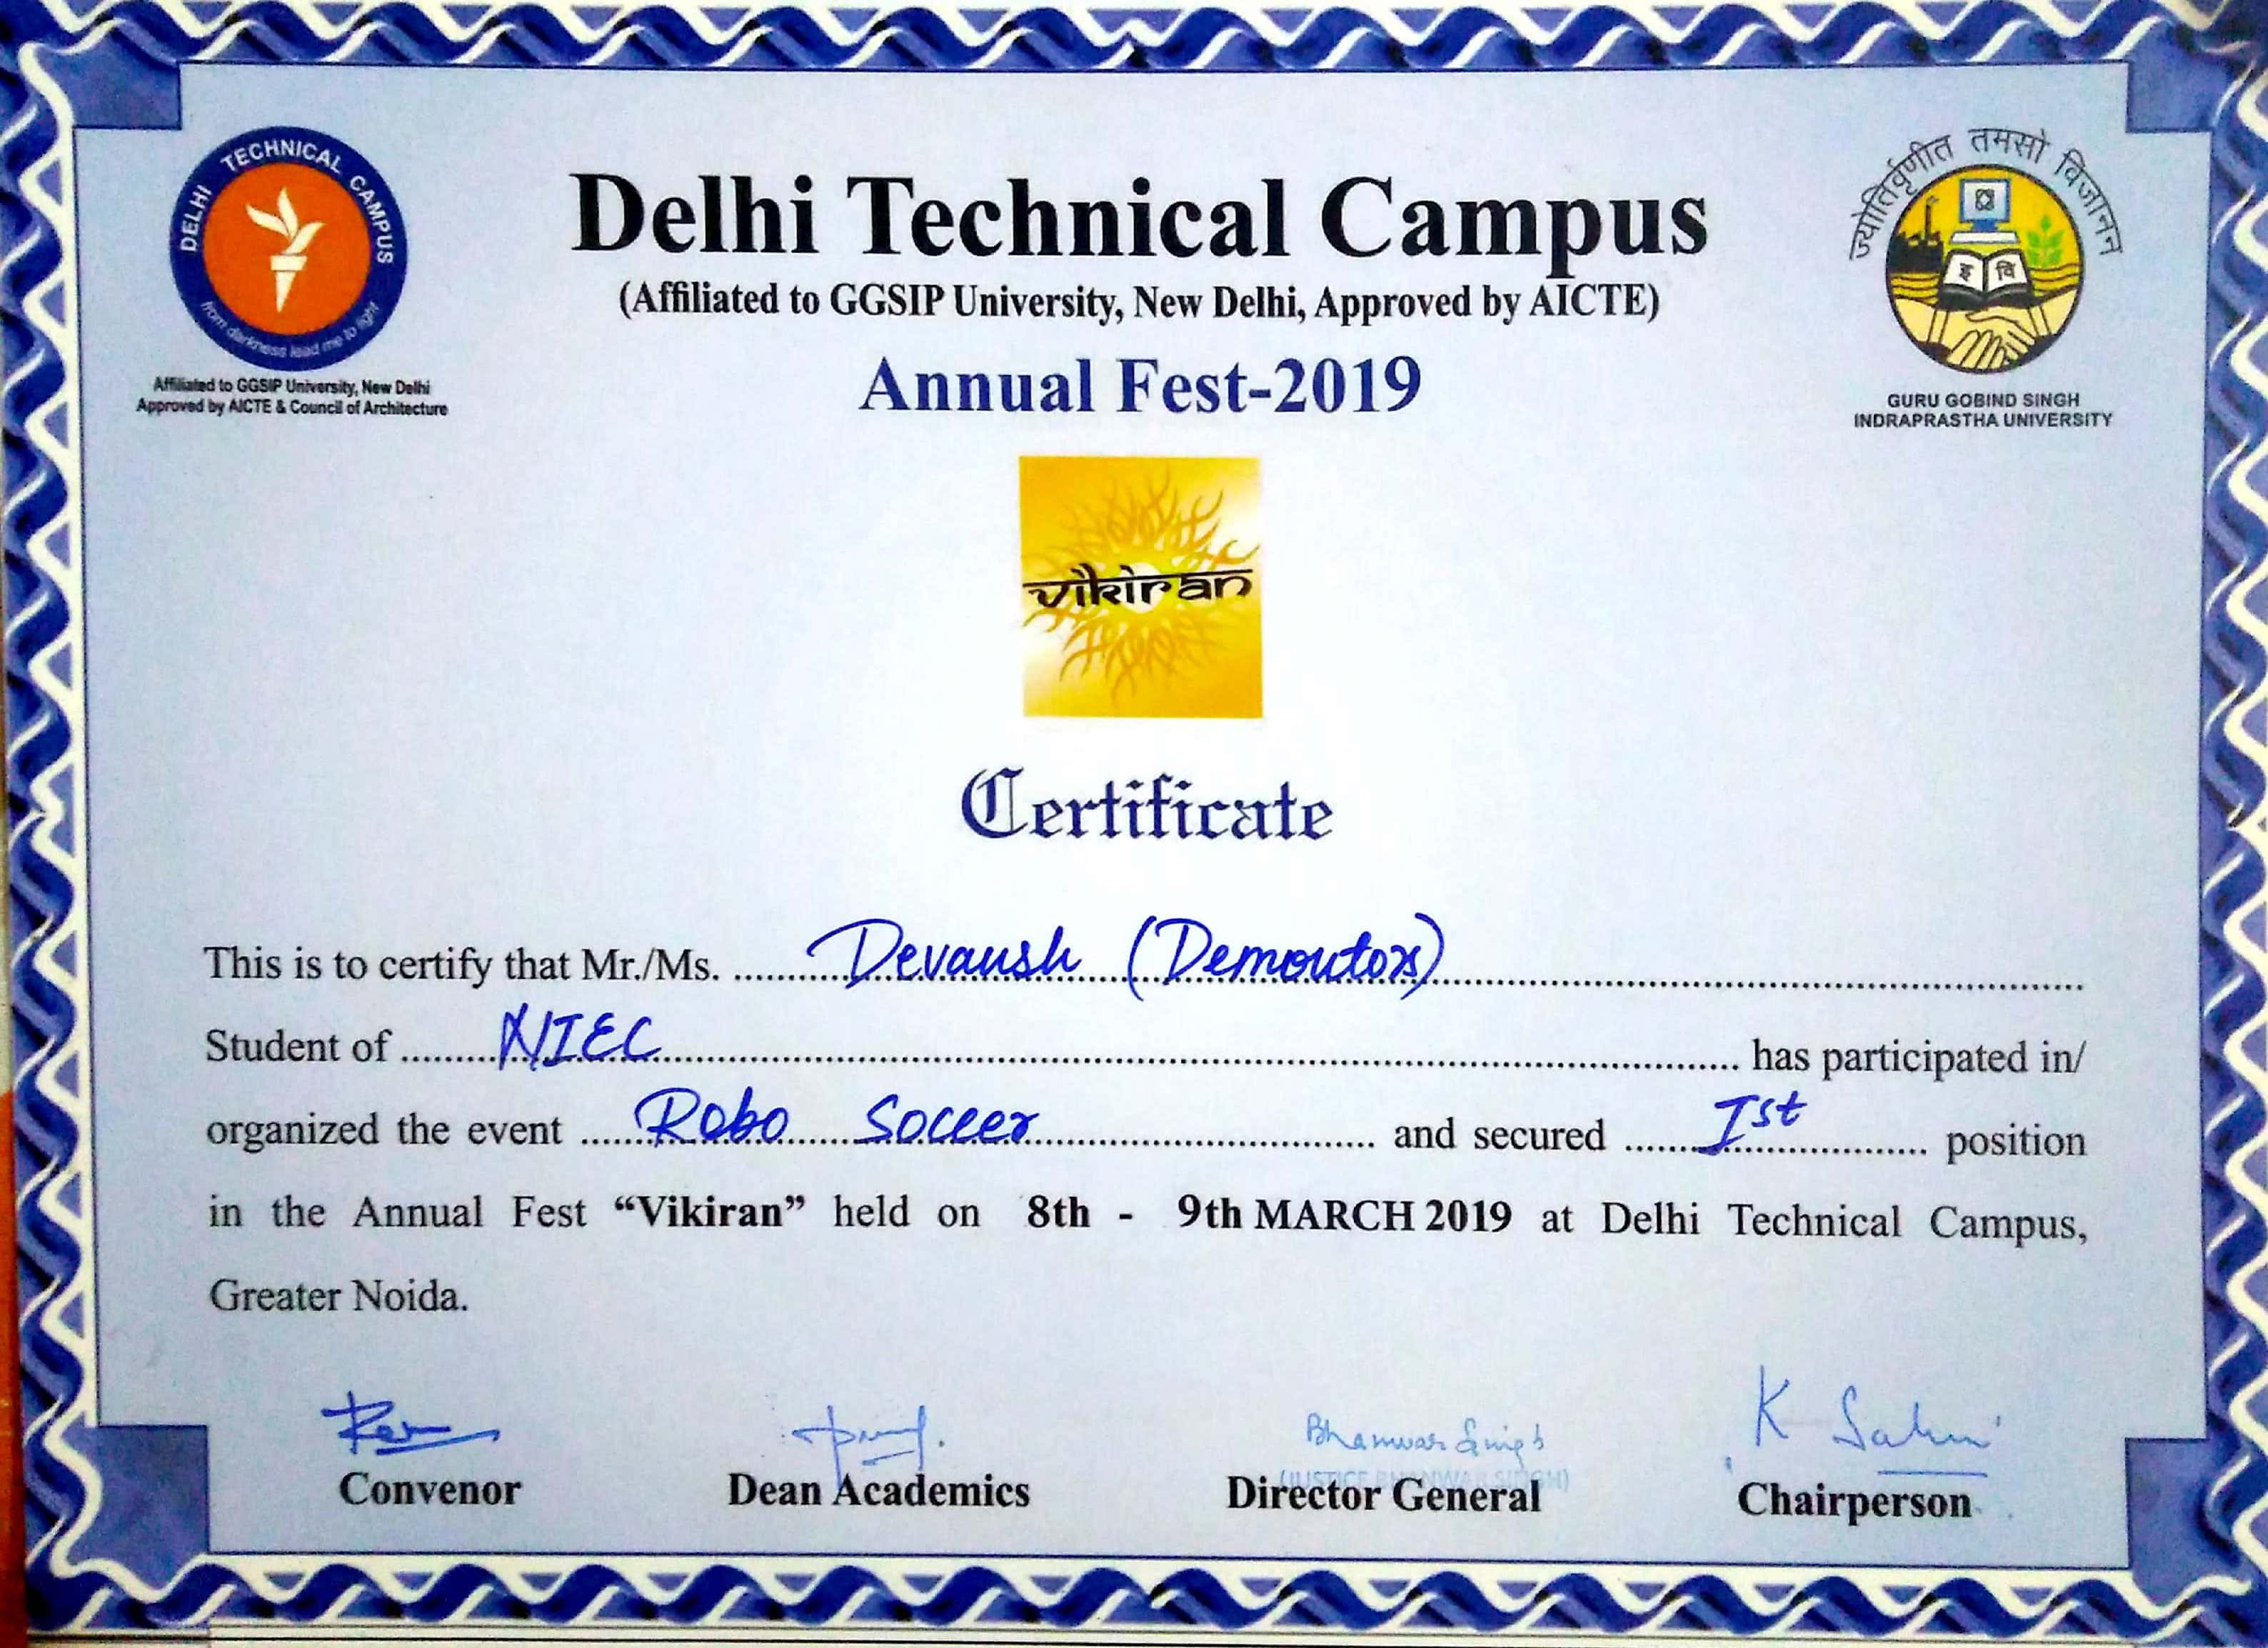 DELHI TECHNICAL CAMPUS
from darkness lead me to light
Affiliated to GGSIP University, New Delhi
Approved by AICTE & Council of Architecture
Delhi Technical Campus
(Affiliated to GGSIP University, New Delhi, Approved by AICTE)
Annual Fest-2019
ज्योतिर्वृणीत तमसो विजानन
इ वि
GURU GOBIND SINGH
INDRAPRASTHA UNIVERSITY
vikiran
Certificate
This is to certify that Mr./Ms. Devansh (Demoutors)
Student of NIEC has participated in/
organized the event Robo Soccer and secured Ist position
in the Annual Fest “Vikiran” held on 8th - 9th MARCH 2019 at Delhi Technical Campus,
Greater Noida.
Bhanwar Singh
K Sahni
(JUSTICE BHANWAR SINGH)
Convenor Dean Academics Director General Chairperson